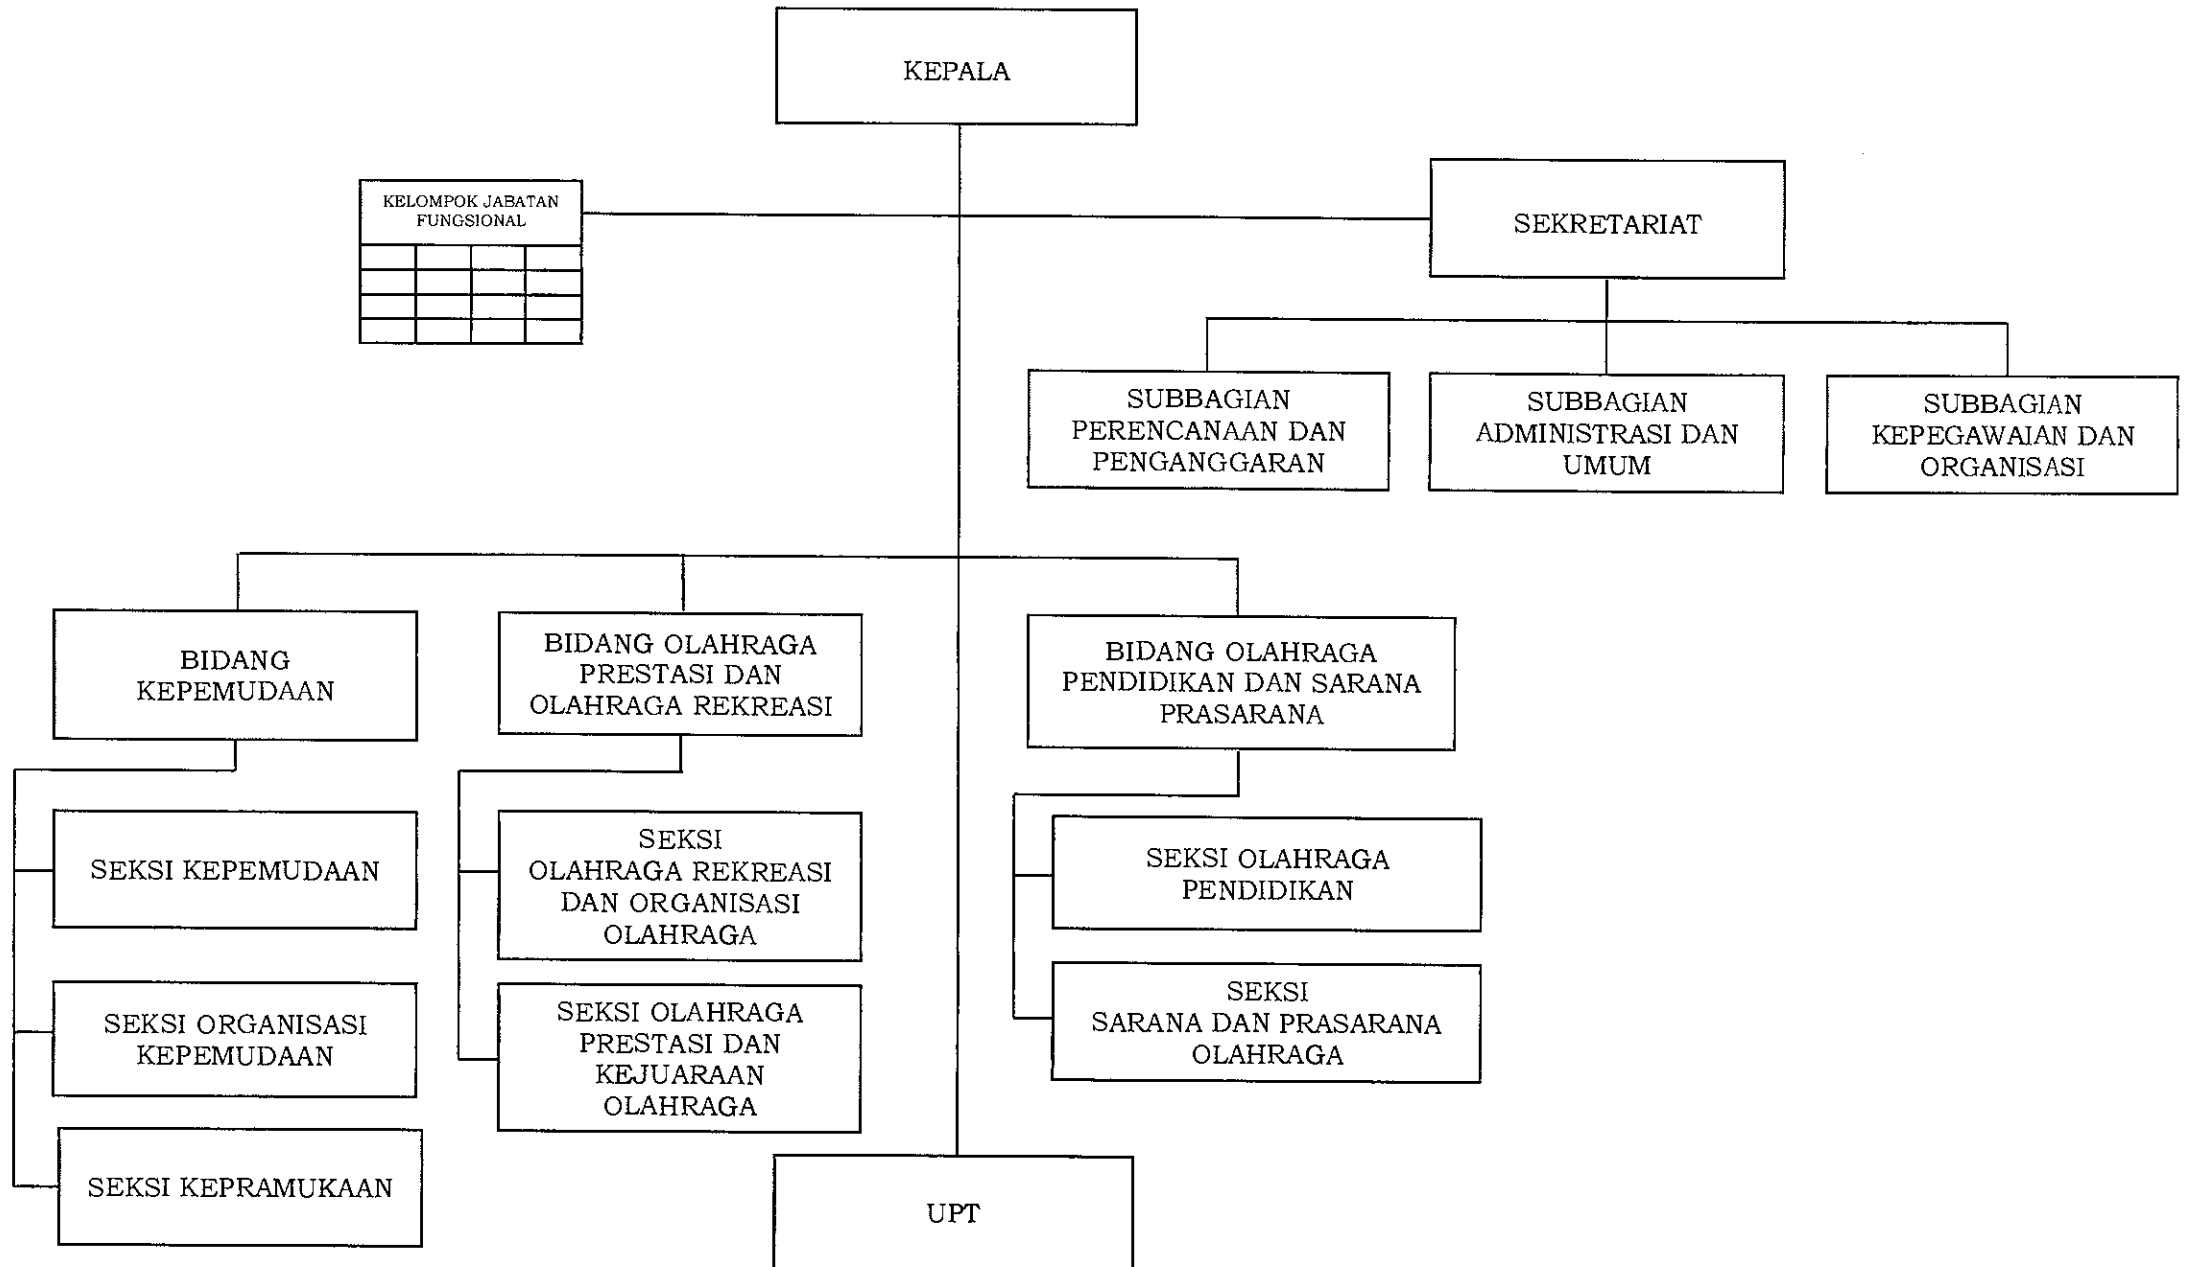 KEPALA
KELOMPOK JABATAN
FUNGSIONAL
SEKRETARIAT
SUBBAGIAN
PERENCANAAN DAN
PENGANGGARAN
SUBBAGIAN
ADMINISTRASI DAN
UMUM
SUBBAGIAN
KEPEGAWAIAN DAN
ORGANISASI
BIDANG
KEPEMUDAAN
BIDANG OLAHRAGA
PRESTASI DAN
OLAHRAGA REKREASI
BIDANG OLAHRAGA
PENDIDIKAN DAN SARANA
PRASARANA
SEKSI KEPEMUDAAN
SEKSI
OLAHRAGA REKREASI
DAN ORGANISASI
OLAHRAGA
SEKSI OLAHRAGA
PENDIDIKAN
SEKSI ORGANISASI
KEPEMUDAAN
SEKSI OLAHRAGA
PRESTASI DAN
KEJUARAAN
OLAHRAGA
SEKSI
SARANA DAN PRASARANA
OLAHRAGA
SEKSI KEPRAMUKAAN
UPT